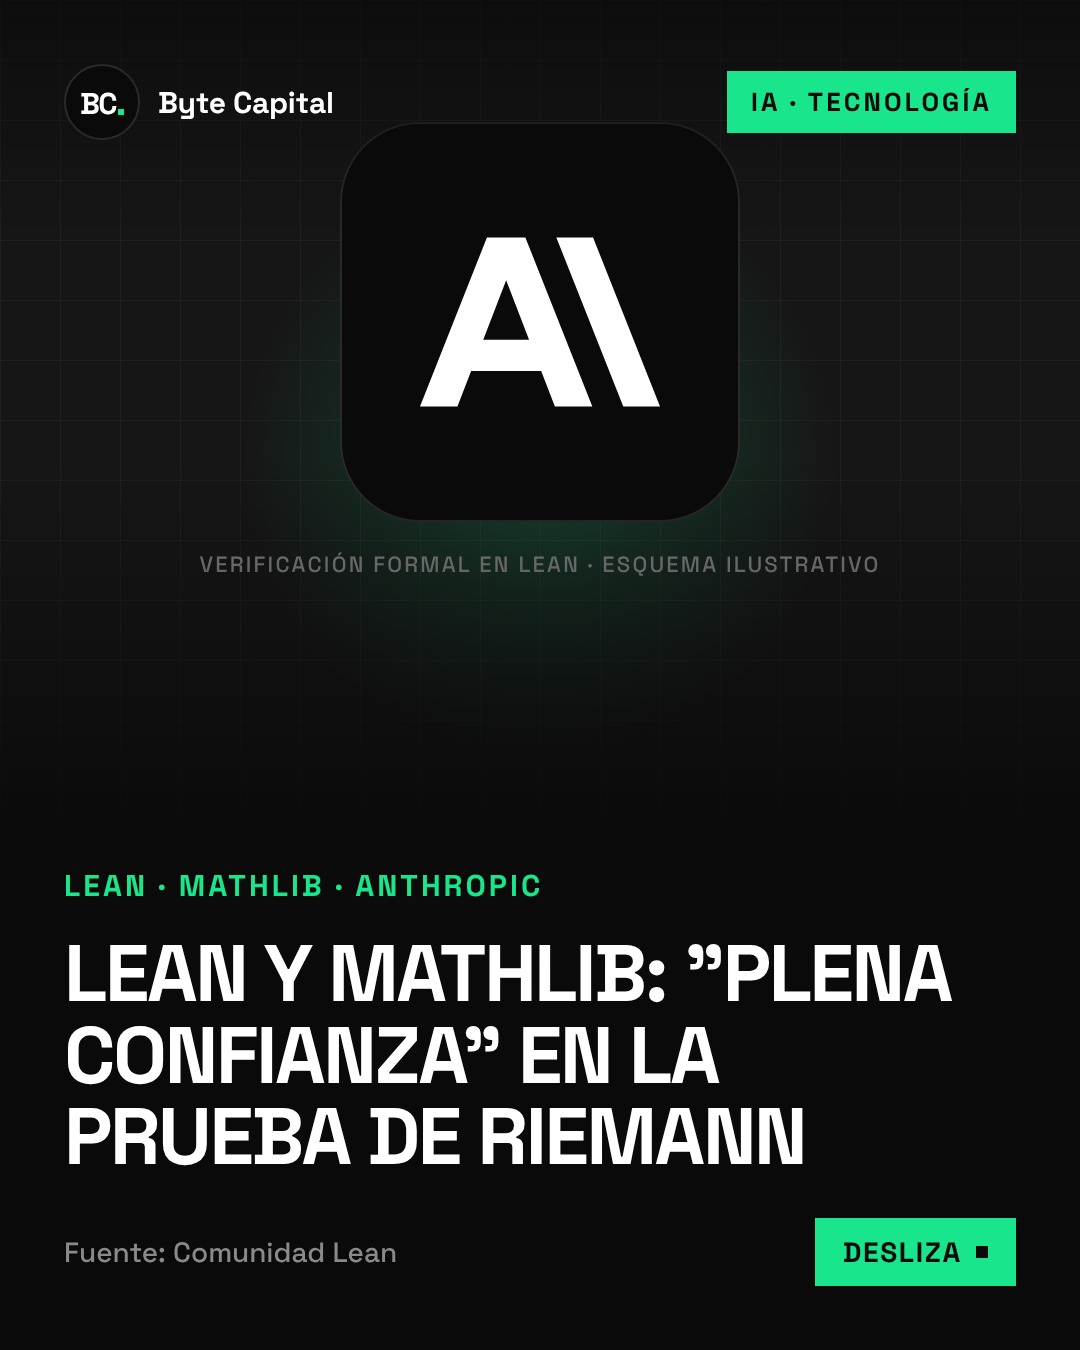 BC.
Byte Capital
IA · TECNOLOGÍA
A\
VERIFICACIÓN FORMAL EN LEAN · ESQUEMA ILUSTRATIVO
LEAN · MATHLIB · ANTHROPIC
LEAN Y MATHLIB: ”PLENA
CONFIANZA” EN LA
PRUEBA DE RIEMANN
Fuente: Comunidad Lean
DESLIZA